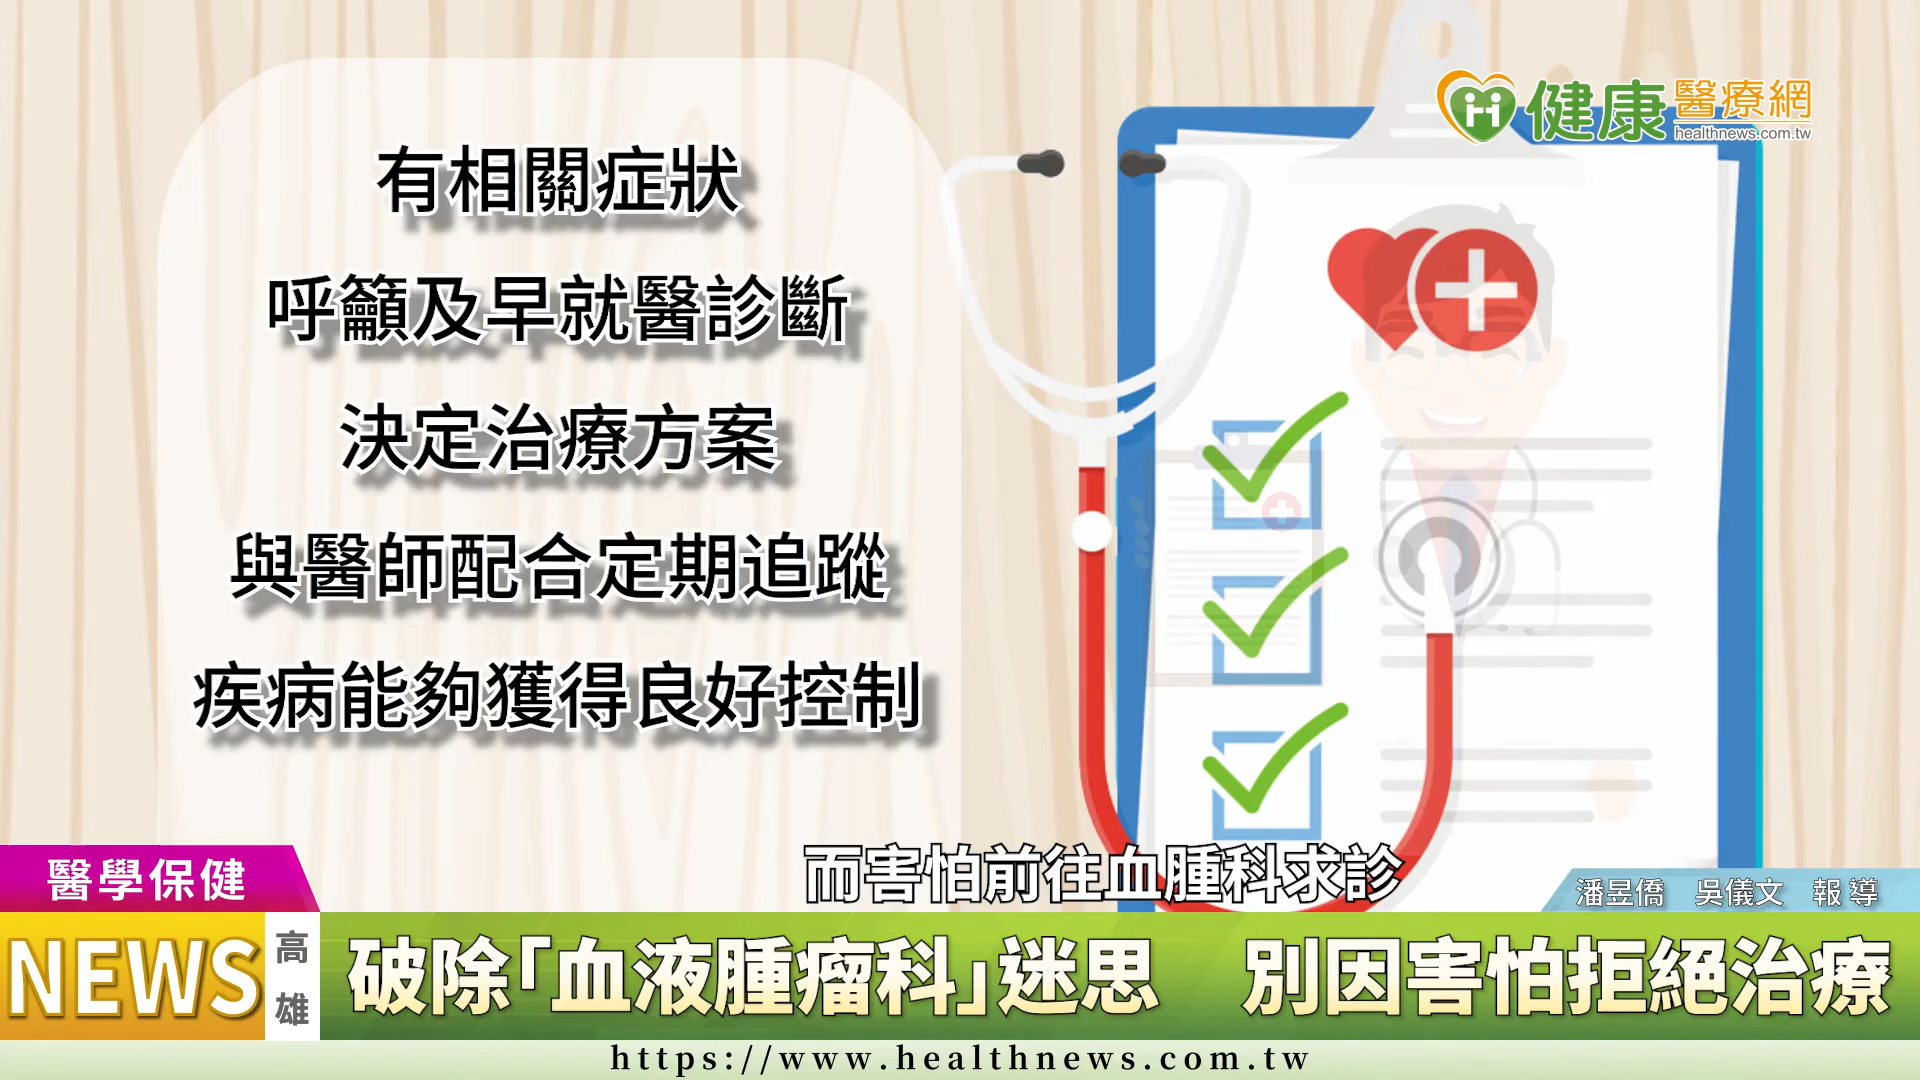 健康醫療網
healthnews.com.tw
有相關症狀
呼籲及早就醫診斷
決定治療方案
與醫師配合定期追蹤
疾病能夠獲得良好控制
而害怕前往血腫科求診
醫學保健
潘昱僑 吳儀文 報導
NEWS
高雄
破除「血液腫瘤科」迷思 別因害怕拒絕治療
https://www.healthnews.com.tw